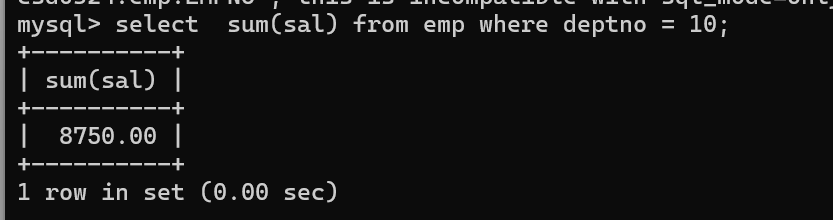 mysql> select  sum(sal) from emp where deptno = 10;
+----------+
| sum(sal) |
+----------+
|  8750.00 |
+----------+
1 row in set (0.00 sec)